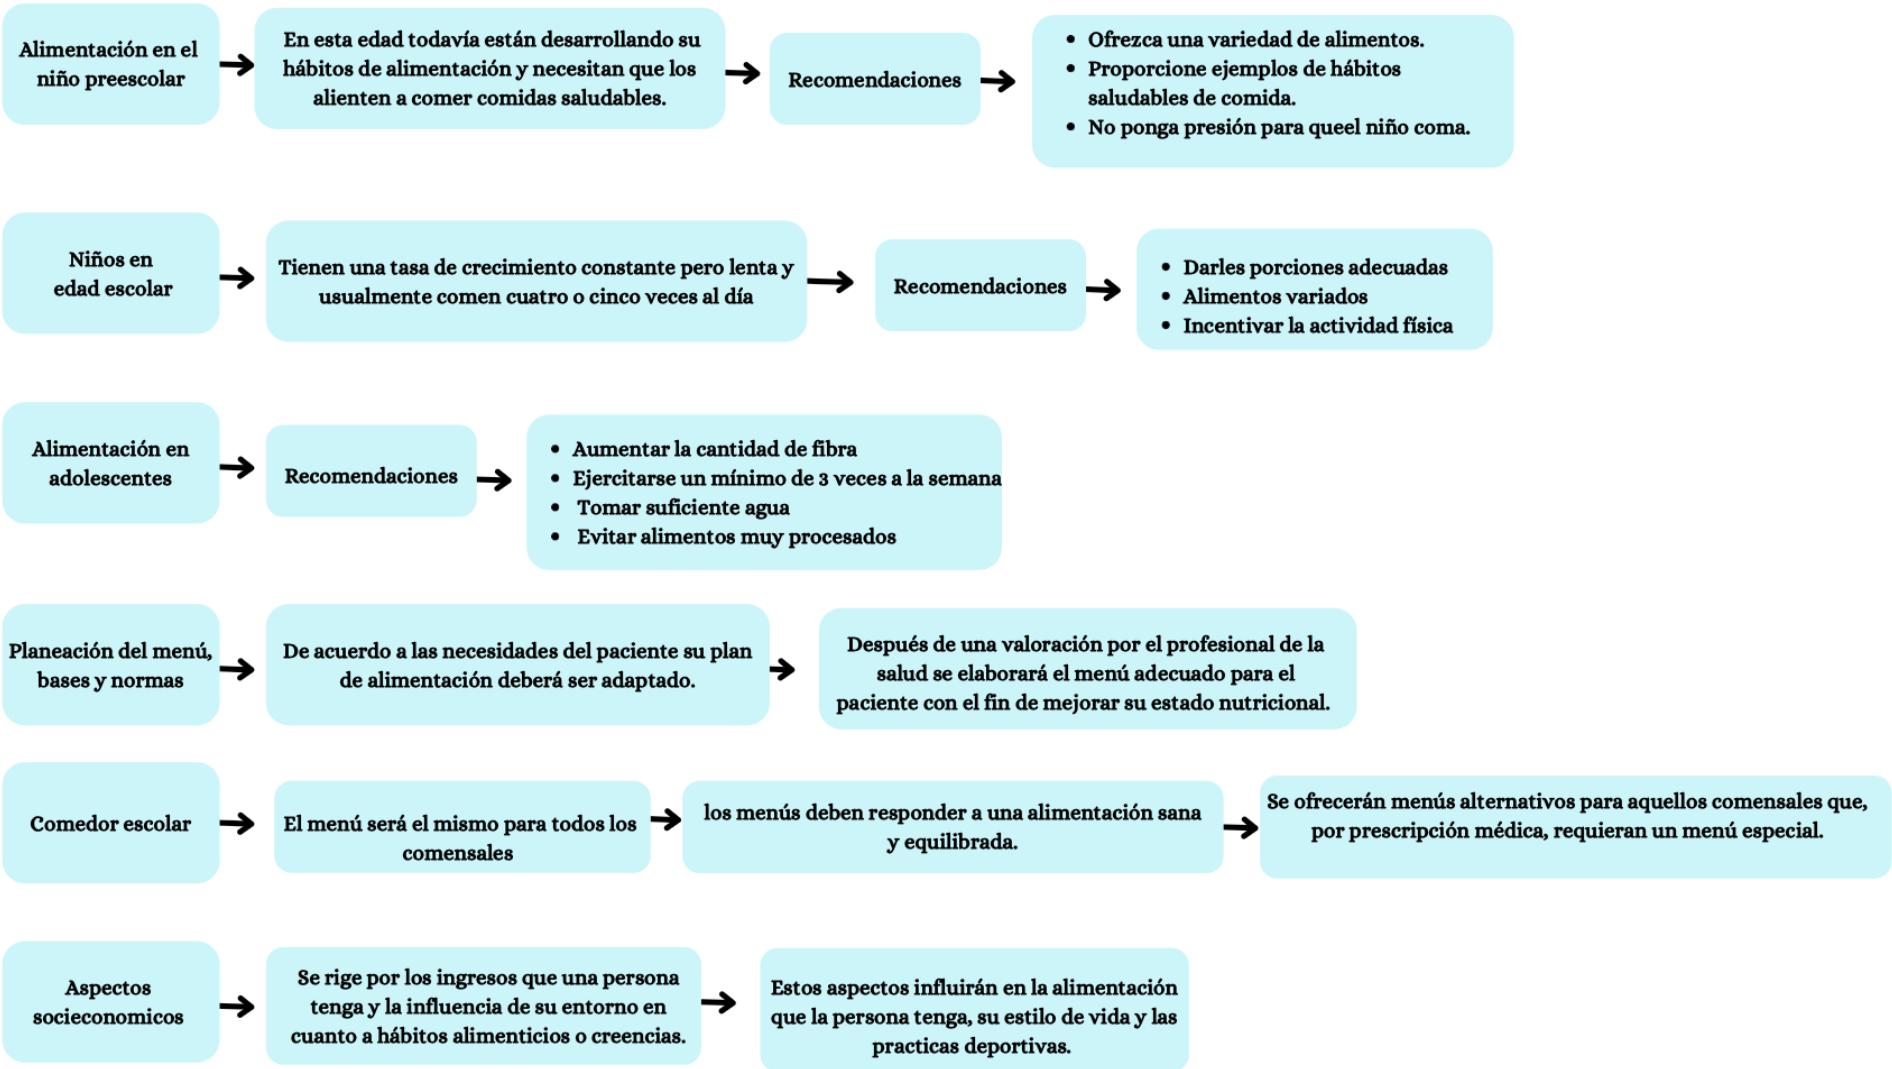 Alimentación en el
niño preescolar
En esta edad todavía están desarrollando su
hábitos de alimentación y necesitan que los
alienten a comer comidas saludables.
Recomendaciones
• Ofrezca una variedad de alimentos.
• Proporcione ejemplos de hábitos
saludables de comida.
• No ponga presión para queel niño coma.
Niños en
edad escolar
Tienen una tasa de crecimiento constante pero lenta y
usualmente comen cuatro o cinco veces al día
Recomendaciones
• Darles porciones adecuadas
• Alimentos variados
• Incentivar la actividad física
Alimentación en
adolescentes
Recomendaciones
• Aumentar la cantidad de fibra
• Ejercitarse un mínimo de 3 veces a la semana
• Tomar suficiente agua
• Evitar alimentos muy procesados
Planeación del menú,
bases y normas
De acuerdo a las necesidades del paciente su plan
de alimentación deberá ser adaptado.
Después de una valoración por el profesional de la
salud se elaborará el menú adecuado para el
paciente con el fin de mejorar su estado nutricional.
Comedor escolar
El menú será el mismo para todos los
comensales
los menús deben responder a una alimentación sana
y equilibrada.
Se ofrecerán menús alternativos para aquellos comensales que,
por prescripción médica, requieran un menú especial.
Aspectos
socieconomicos
Se rige por los ingresos que una persona
tenga y la influencia de su entorno en
cuanto a hábitos alimenticios o creencias.
Estos aspectos influirán en la alimentación
que la persona tenga, su estilo de vida y las
practicas deportivas.